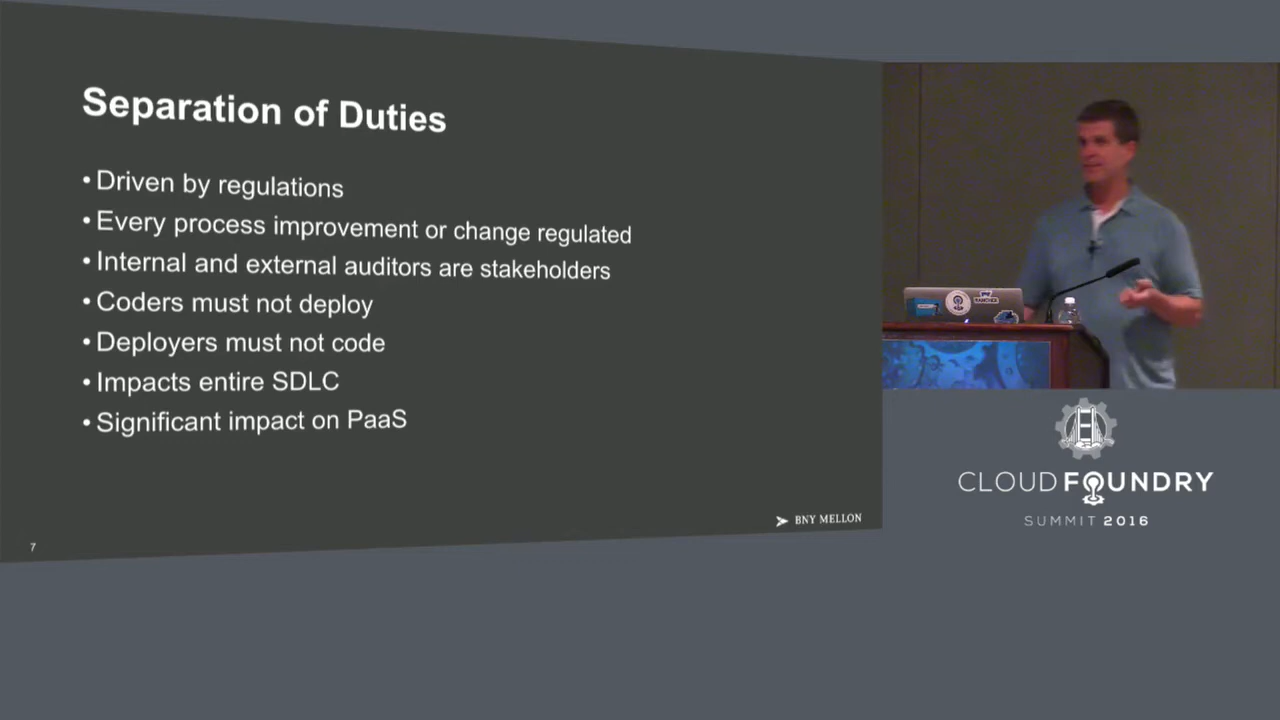 Separation of Duties
• Driven by regulations
• Every process improvement or change regulated
• Internal and external auditors are stakeholders
• Coders must not deploy
• Deployers must not code
• Impacts entire SDLC
• Significant impact on PaaS
BNY MELLON
7
RANCHER
CLOUD FOUNDRY
SUMMIT 2016